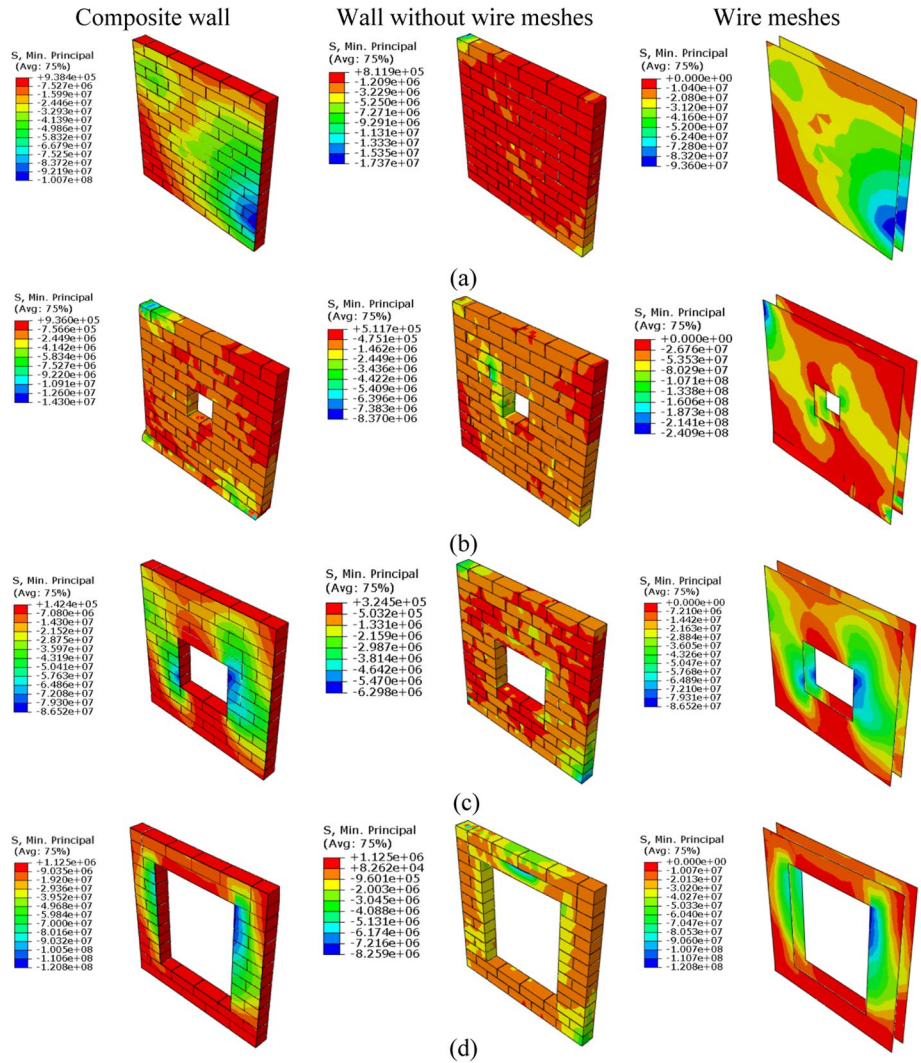 Composite wall
Wall without wire meshes
Wire meshes
S, Min. Principal
(Avg: 75%)
+9.384e+05
-7.527e+06
-1.599e+07
-2.446e+07
-3.293e+07
-4.139e+07
-4.986e+07
-5.832e+07
-6.679e+07
-7.525e+07
-8.372e+07
-9.219e+07
-1.007e+08
S, Min. Principal
(Avg: 75%)
+8.119e+05
-1.209e+06
-3.229e+06
-5.250e+06
-7.271e+06
-9.291e+06
-1.131e+07
-1.333e+07
-1.535e+07
-1.737e+07
S, Min. Principal
(Avg: 75%)
+0.000e+00
-1.040e+07
-2.080e+07
-3.120e+07
-4.160e+07
-5.200e+07
-6.240e+07
-7.280e+07
-8.320e+07
-9.360e+07
(a)
S, Min. Principal
(Avg: 75%)
+9.360e+05
-7.566e+05
-2.449e+06
-4.142e+06
-5.834e+06
-7.527e+06
-9.220e+06
-1.091e+07
-1.260e+07
-1.430e+07
S, Min. Principal
(Avg: 75%)
+5.117e+05
-4.751e+05
-1.462e+06
-2.449e+06
-3.436e+06
-4.422e+06
-5.409e+06
-6.396e+06
-7.383e+06
-8.370e+06
S, Min. Principal
(Avg: 75%)
+0.000e+00
-2.676e+07
-5.353e+07
-8.029e+07
-1.071e+08
-1.338e+08
-1.606e+08
-1.873e+08
-2.141e+08
-2.409e+08
(b)
S, Min. Principal
(Avg: 75%)
+1.424e+05
-7.080e+06
-1.430e+07
-2.152e+07
-2.875e+07
-3.597e+07
-4.319e+07
-5.041e+07
-5.763e+07
-6.486e+07
-7.208e+07
-7.930e+07
-8.652e+07
S, Min. Principal
(Avg: 75%)
+3.245e+05
-5.032e+05
-1.331e+06
-2.159e+06
-2.987e+06
-3.814e+06
-4.642e+06
-5.470e+06
-6.298e+06
S, Min. Principal
(Avg: 75%)
+0.000e+00
-7.210e+06
-1.442e+07
-2.163e+07
-2.884e+07
-3.605e+07
-4.326e+07
-5.047e+07
-5.768e+07
-6.489e+07
-7.210e+07
-7.931e+07
-8.652e+07
(c)
S, Min. Principal
(Avg: 75%)
+1.125e+06
-9.035e+06
-1.920e+07
-2.936e+07
-3.952e+07
-4.968e+07
-5.984e+07
-7.000e+07
-8.016e+07
-9.032e+07
-1.005e+08
-1.106e+08
-1.208e+08
S, Min. Principal
(Avg: 75%)
+1.125e+06
+8.262e+04
-9.601e+05
-2.003e+06
-3.045e+06
-4.088e+06
-5.131e+06
-6.174e+06
-7.216e+06
-8.259e+06
S, Min. Principal
(Avg: 75%)
+0.000e+00
-1.007e+07
-2.013e+07
-3.020e+07
-4.027e+07
-5.033e+07
-6.040e+07
-7.047e+07
-8.053e+07
-9.060e+07
-1.007e+08
-1.107e+08
-1.208e+08
(d)